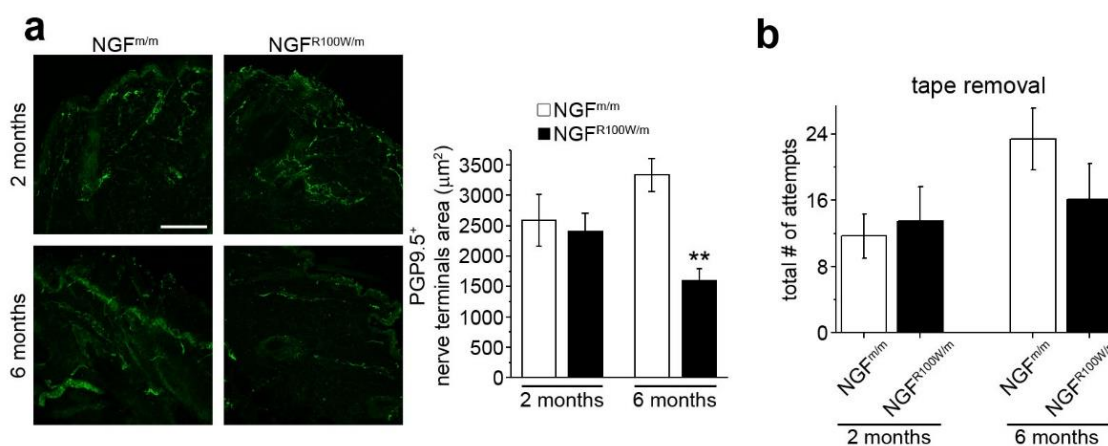 a
NGFm/m
NGFR100W/m
2 months
6 months
NGFm/m
NGFR100W/m
PGP9.5+
nerve terminals area (μm2)
3500
3000
2500
2000
1500
1000
500
0
**
2 months
6 months
b
tape removal
total # of attempts
24
16
8
0
NGFm/m
NGFR100W/m
NGFm/m
NGFR100W/m
2 months
6 months